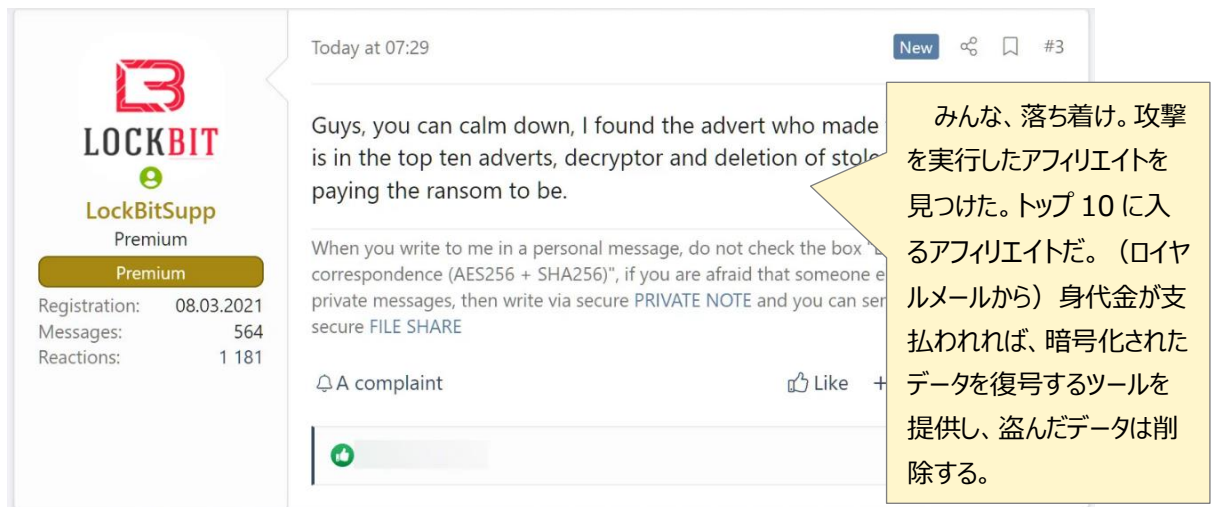 Today at 07:29
New
#3
LOCKBIT
LockBitSupp
Premium
Premium
Registration: 08.03.2021
Messages: 564
Reactions: 1 181
Guys, you can calm down, I found the advert who made
is in the top ten adverts, decryptor and deletion of
paying the ransom to be.
When you write to me in a personal message, do not check the box
correspondence (AES256 + SHA256)", if you are afraid that someone
private messages, then write via secure PRIVATE NOTE and you can
secure FILE SHARE
A complaint
Like +
みんな、落ち着け。攻撃
を実行したアフィリエイトを
見つけた。トップ 10 に入
るアフィリエイトだ。（ロイヤ
ルメールから）身代金が支
払われれば、暗号化された
データを復号するツールを
提供し、盗んだデータは削
除する。